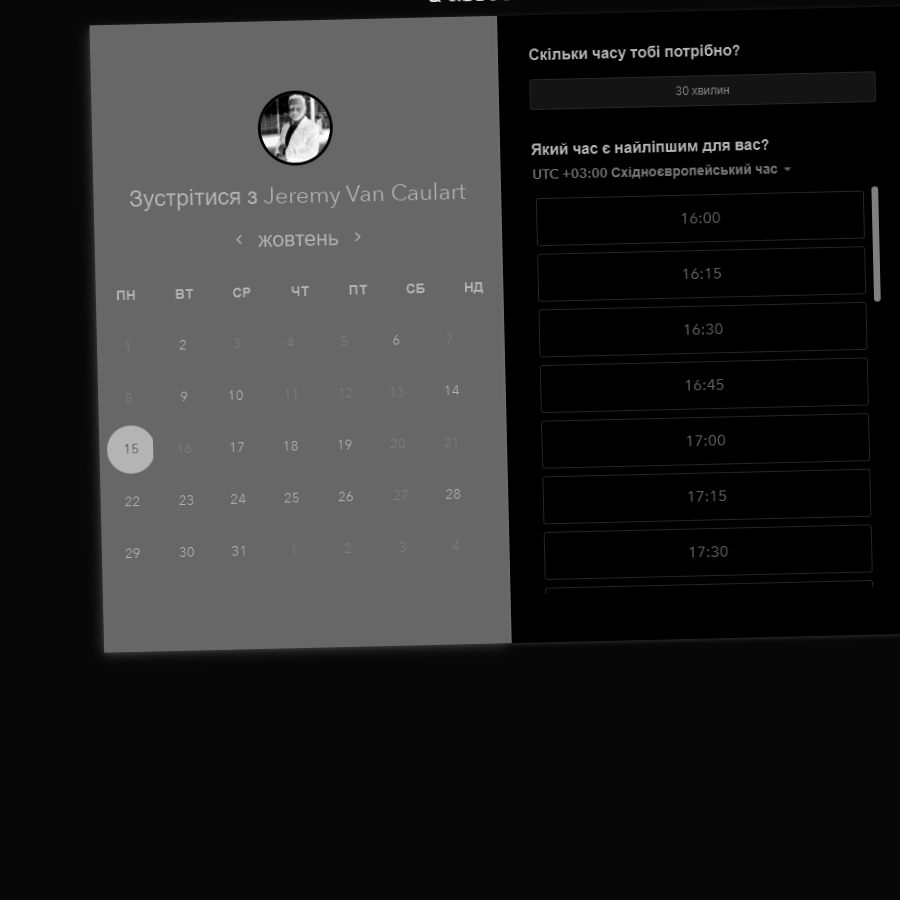 Зустрітися з Jeremy Van Caulart
жовтень
ПН ВТ СР ЧТ ПТ СБ НД
1 2 3 4 5 6 7
8 9 10 11 12 13 14
15 16 17 18 19 20 21
22 23 24 25 26 27 28
29 30 31 1 2 3 4
Скільки часу тобі потрібно?
30 хвилин
Який час є найліпшим для вас?
UTC +03:00 Східноєвропейський час
16:00
16:15
16:30
16:45
17:00
17:15
17:30